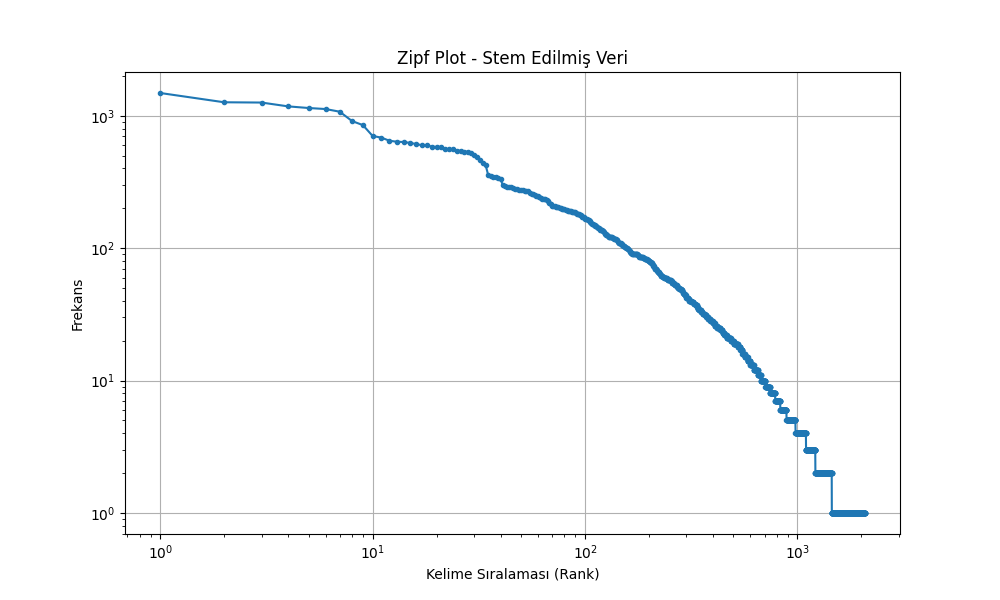 Zipf Plot - Stem Edilmiş Veri
Frekans
10³
10²
10¹
10⁰
10⁰ 10¹ 10² 10³
Kelime Sıralaması (Rank)